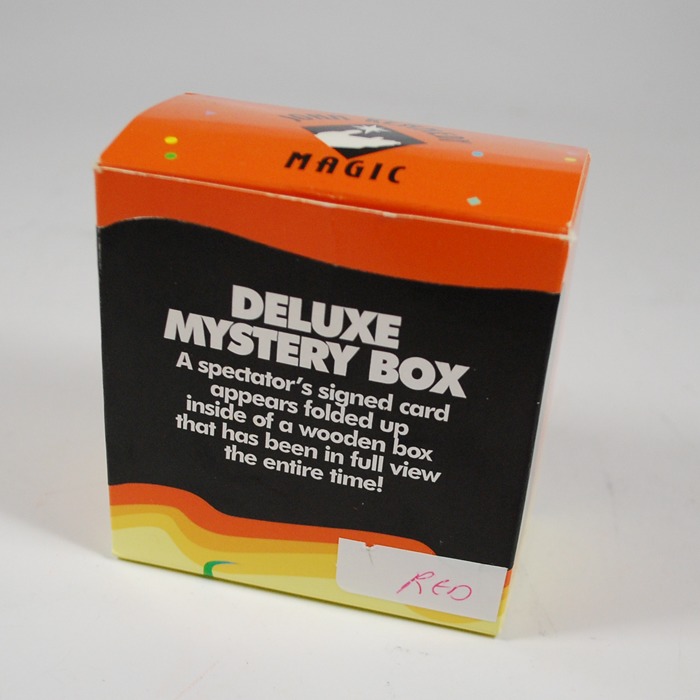 MAGIC
DELUXE
MYSTERY BOX
A spectator's signed card
appears folded up
inside of a wooden box
that has been in full view
the entire time!
RED